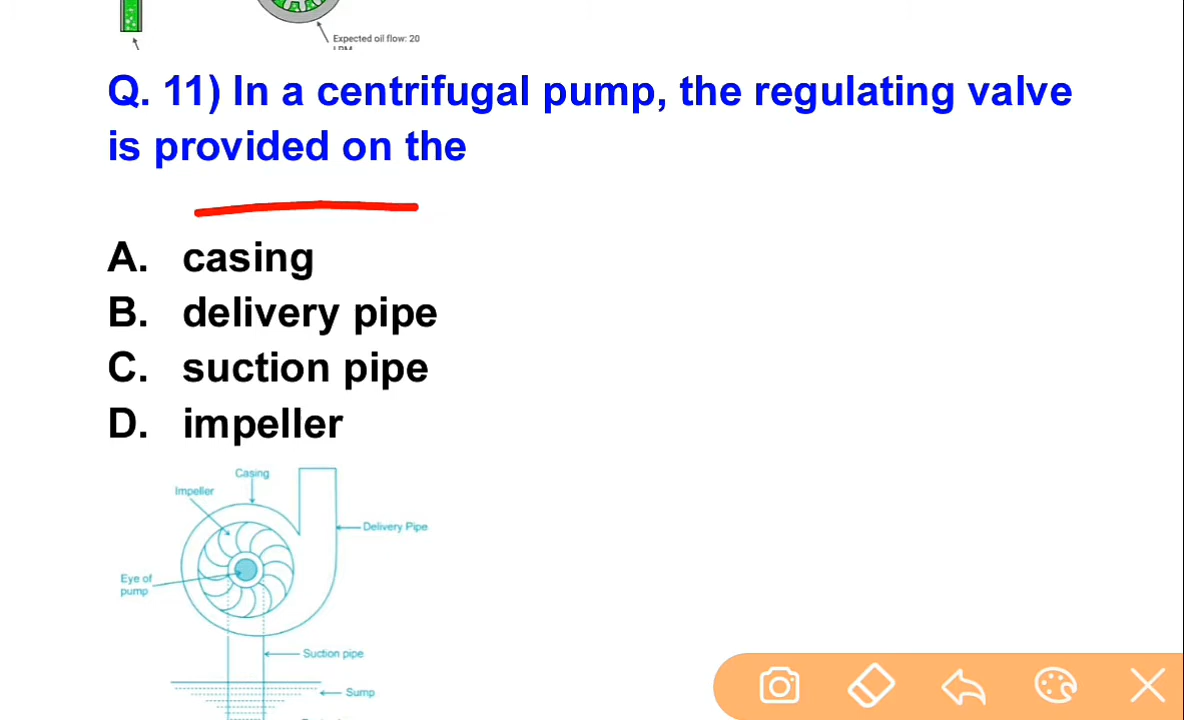 Expected oil flow: 20
LPM
Q. 11) In a centrifugal pump, the regulating valve
is provided on the
A. casing
B. delivery pipe
C. suction pipe
D. impeller
Casing
Impeller
Delivery Pipe
Eye of
pump
Suction pipe
Sump